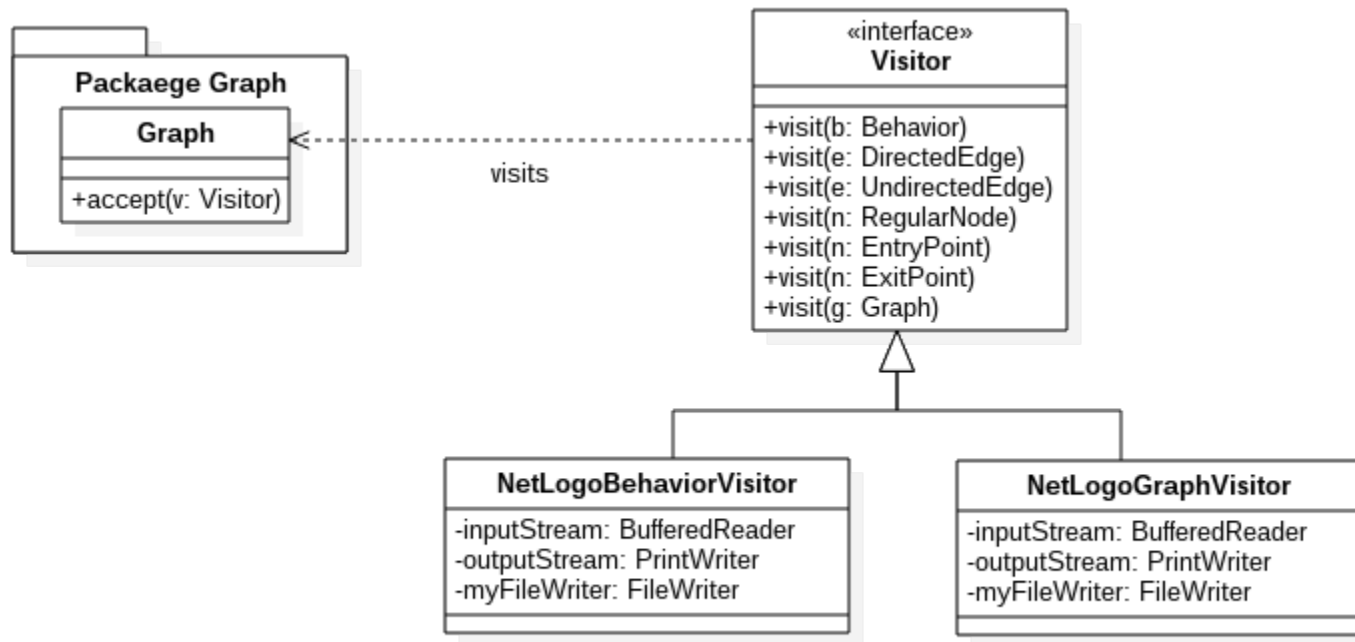 Packaege Graph
Graph
+accept(v: Visitor)
visits
«interface»
Visitor
+visit(b: Behavior)
+visit(e: DirectedEdge)
+visit(e: UndirectedEdge)
+visit(n: RegularNode)
+visit(n: EntryPoint)
+visit(n: ExitPoint)
+visit(g: Graph)
NetLogoBehaviorVisitor
-inputStream: BufferedReader
-outputStream: PrintWriter
-myFileWriter: FileWriter
NetLogoGraphVisitor
-inputStream: BufferedReader
-outputStream: PrintWriter
-myFileWriter: FileWriter